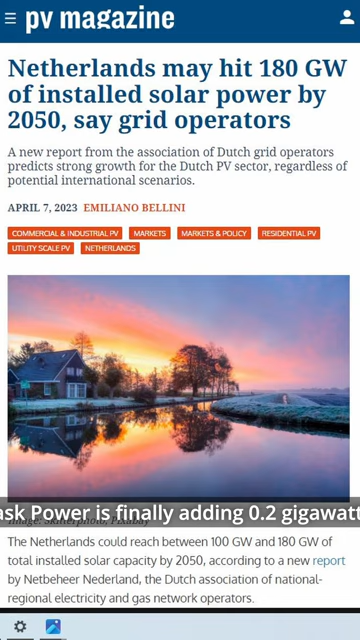 pv magazine
Netherlands may hit 180 GW
of installed solar power by
2050, say grid operators
A new report from the association of Dutch grid operators
predicts strong growth for the Dutch PV sector, regardless of
potential international scenarios.
APRIL 7, 2023 EMILIANO BELLINI
COMMERCIAL & INDUSTRIAL PV MARKETS MARKETS & POLICY RESIDENTIAL PV
UTILITY SCALE PV NETHERLANDS
ask Power is finally adding 0.2 gigawatt
Image: Skitterphoto, Pixabay
The Netherlands could reach between 100 GW and 180 GW of
total installed solar capacity by 2050, according to a new report
by Netbeheer Nederland, the Dutch association of national-
regional electricity and gas network operators.